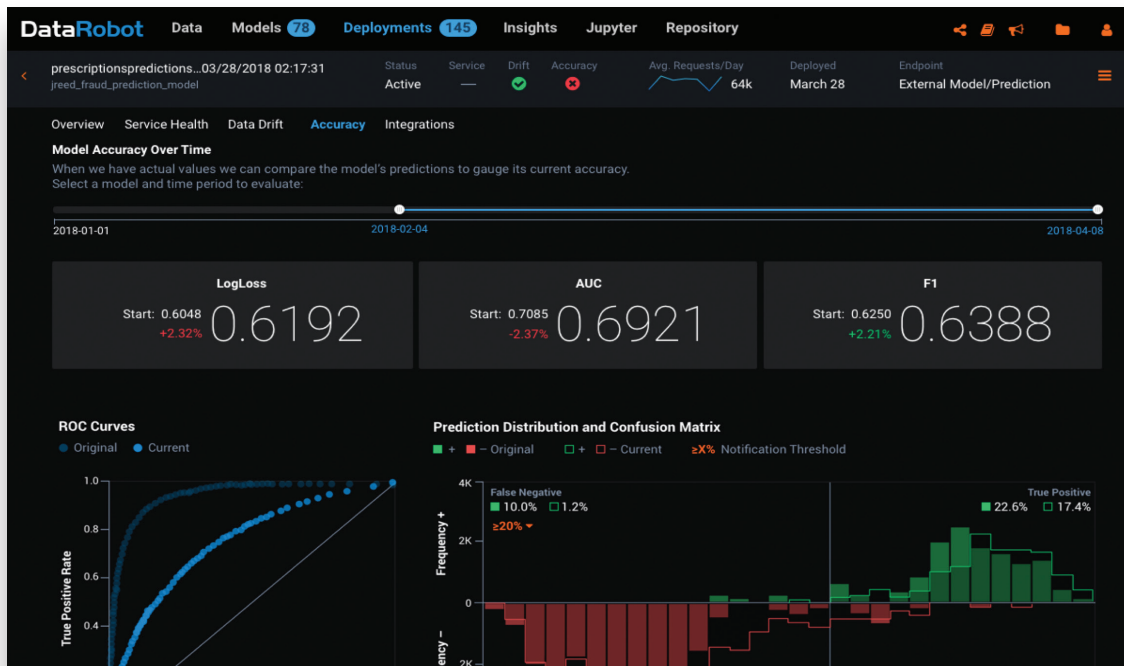 DataRobot Data Models 78 Deployments 145 Insights Jupyter Repository
prescriptionspredictions...03/28/2018 02:17:31
jreed_fraud_prediction_model
Status Service Drift Accuracy Avg. Requests/Day Deployed Endpoint
Active — 64k March 28 External Model/Prediction
Overview Service Health Data Drift Accuracy Integrations
Model Accuracy Over Time
When we have actual values we can compare the model's predictions to gauge its current accuracy.
Select a model and time period to evaluate:
2018-01-01 2018-02-04 2018-04-08
LogLoss
Start: 0.6048
+2.32%
0.6192
AUC
Start: 0.7085
-2.37%
0.6921
F1
Start: 0.6250
+2.21%
0.6388
ROC Curves
Original Current
1.0
0.8
0.6
0.4
True Positive Rate
Prediction Distribution and Confusion Matrix
+ – Original + – Current ≥X% Notification Threshold
4K
2K
0
2K
Frequency +
ency –
False Negative
10.0% 1.2%
≥20%
True Positive
22.6% 17.4%